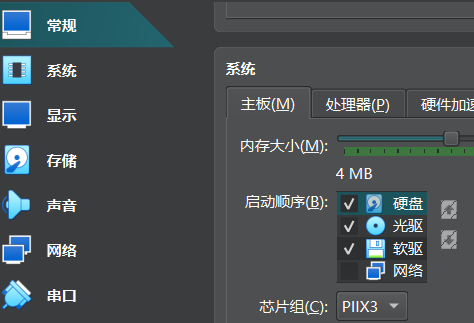 常规
系统
显示
存储
声音
网络
串口
系统
主板(M)
处理器(P)
硬件加速
内存大小(M):
4 MB
启动顺序(B):
硬盘
光驱
软驱
网络
芯片组(C):
PIIX3